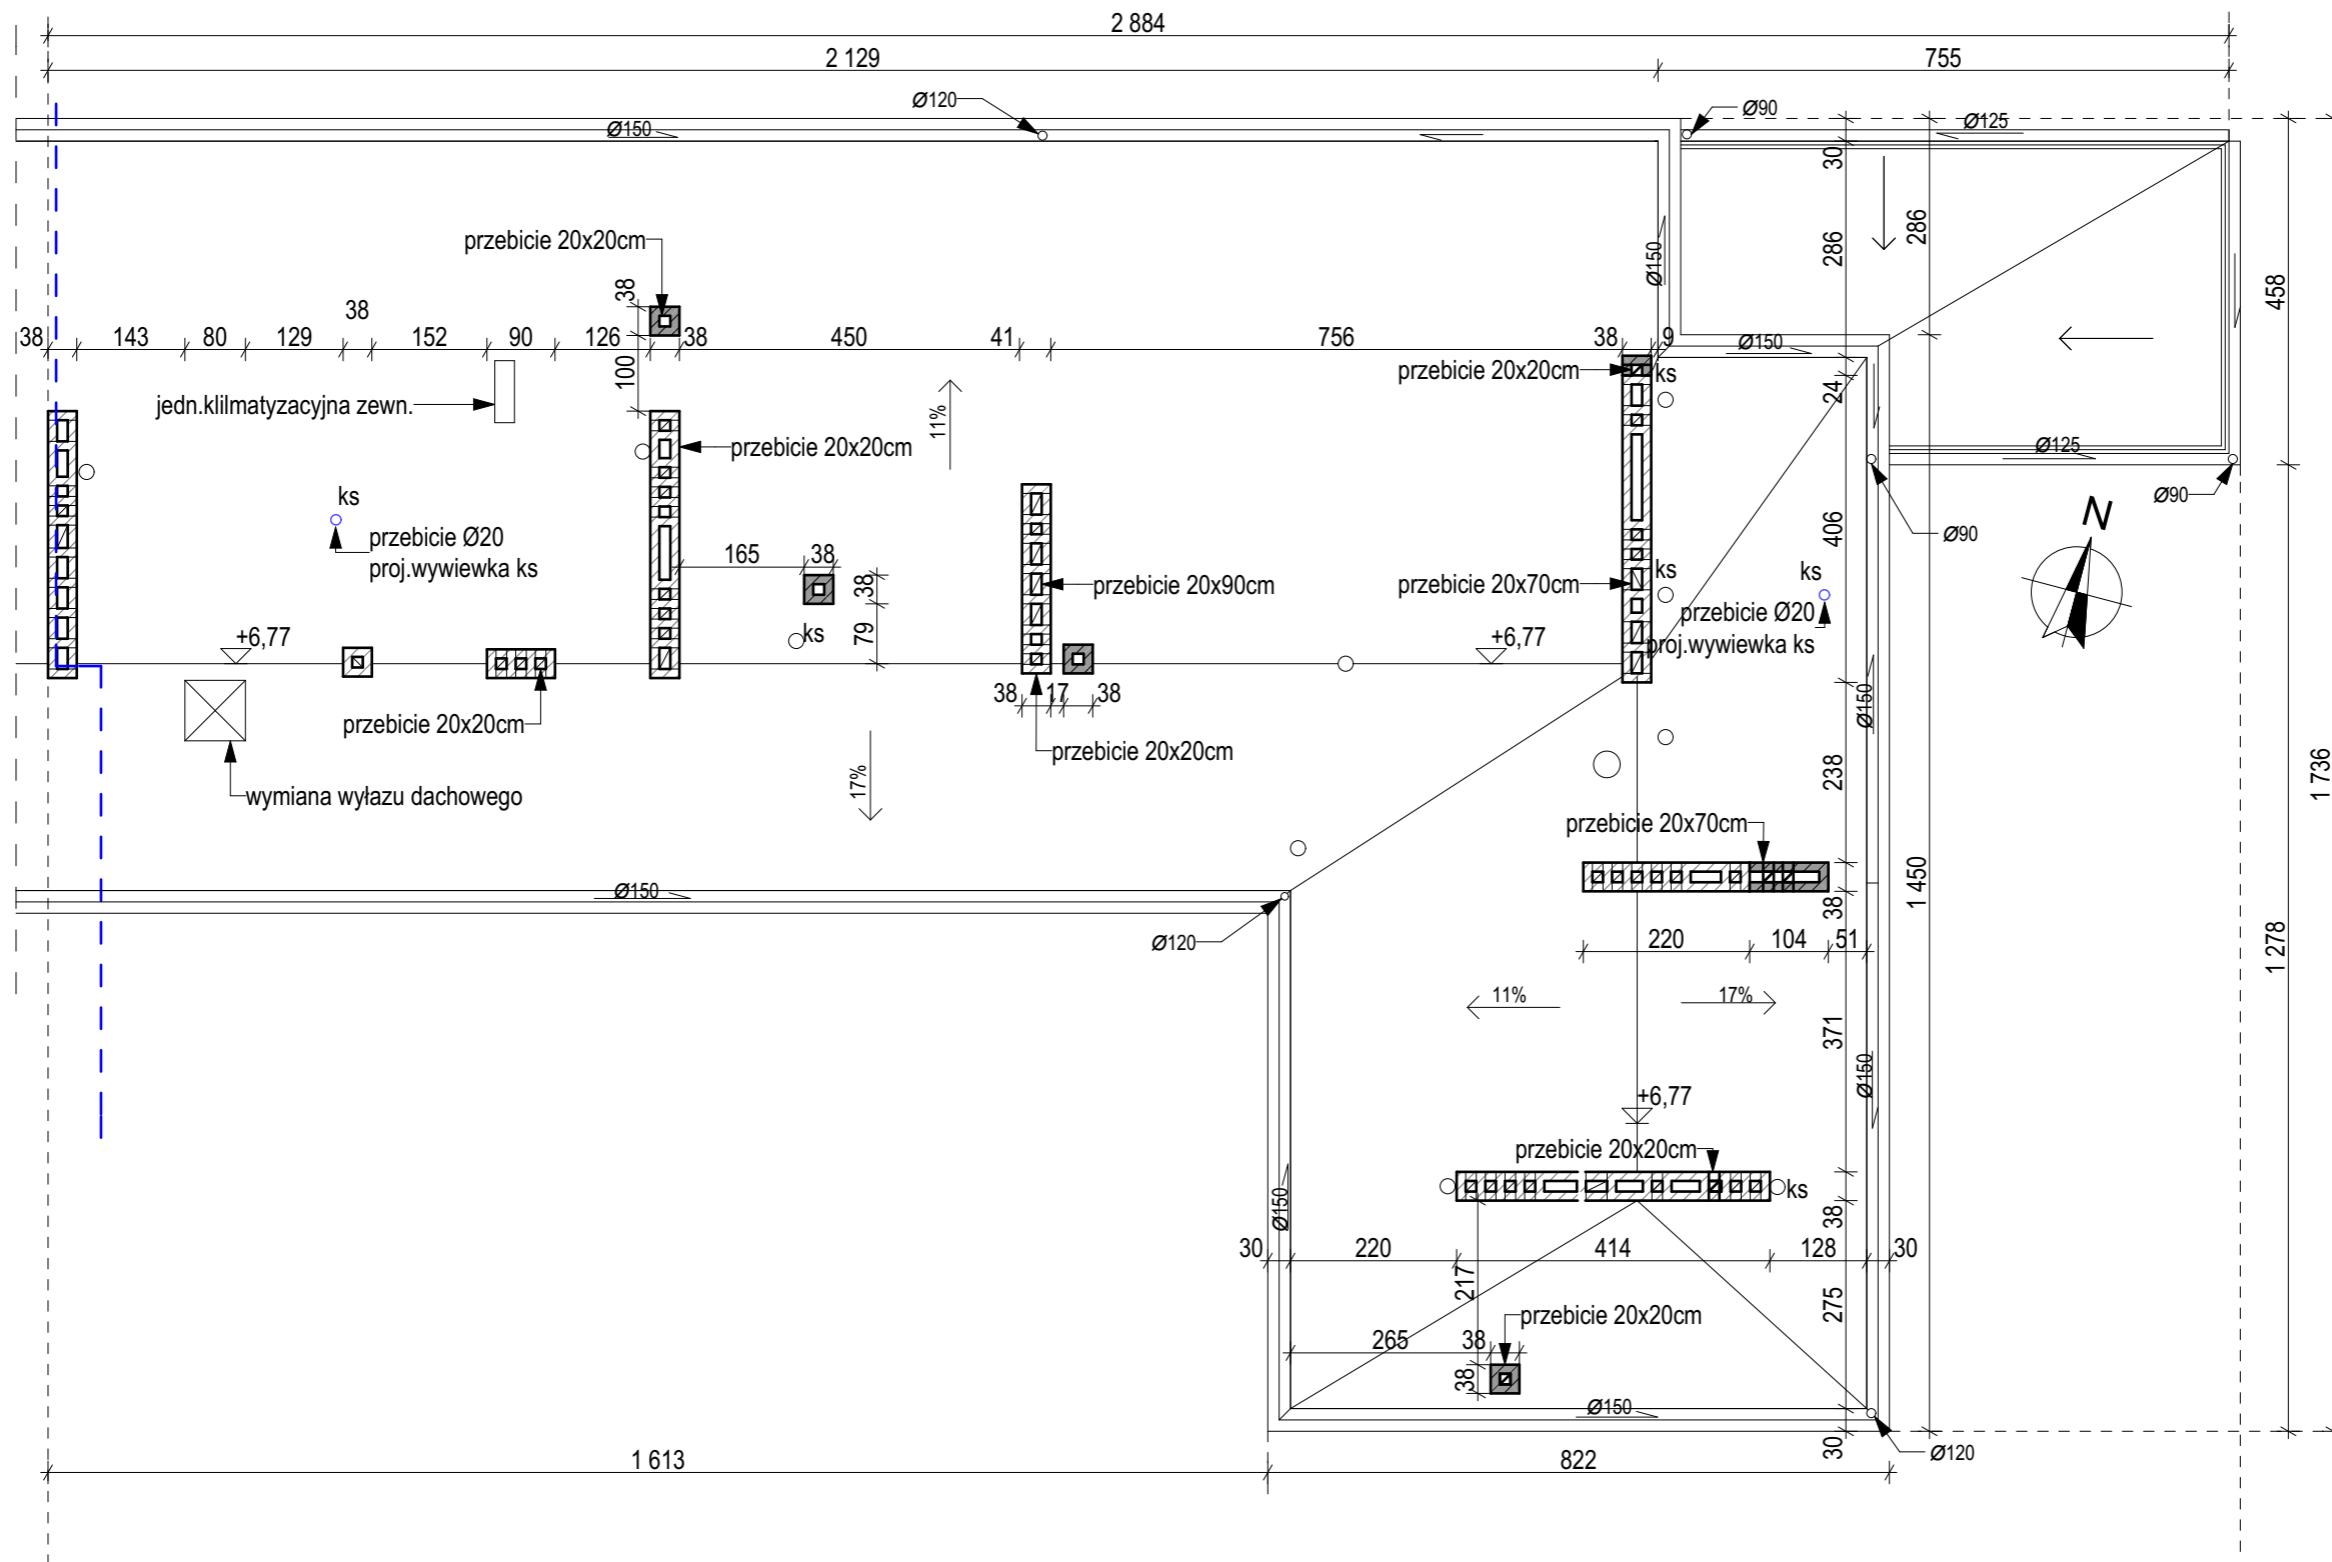 2 884
2 129
755
Ø120
Ø90
Ø150
Ø125
30
286
286
458
Ø150
przebicie 20x20cm
38
38
38
143
80
129
152
90
126
38
450
41
756
38
9
Ø150
100
przebicie 20x20cm
ks
24
jedn.klilmatyzacyjna zewn.
11%
przebicie 20x20cm
Ø125
Ø90
ks
406
N
Ø90
przebicie Ø20
proj.wywiewka ks
165
38
38
przebicie 20x90cm
przebicie 20x70cm
ks
ks
przebicie Ø20
proj.wywiewka ks
+6,77
ks
79
+6,77
38
17
38
Ø150
przebicie 20x20cm
przebicie 20x20cm
17%
238
1 736
wymiana wyłazu dachowego
przebicie 20x70cm
Ø150
1 450
38
Ø120
220
104
51
1 278
11%
17%
371
Ø150
+6,77
przebicie 20x20cm
Ø150
ks
38
30
220
414
128
30
217
275
przebicie 20x20cm
265
38
38
Ø150
30
Ø120
1 613
822